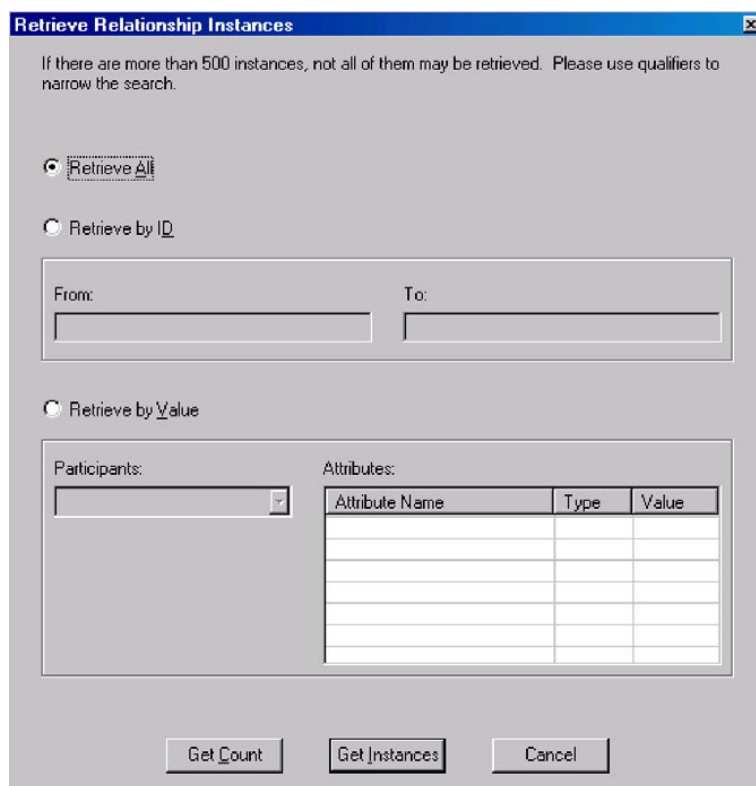 Retrieve Relationship Instances
If there are more than 500 instances, not all of them may be retrieved. Please use qualifiers to
narrow the search.
Retrieve All
Retrieve by ID
From: To:
Retrieve by Value
Participants: Attributes:
Attribute Name Type Value
Get Count Get Instances Cancel